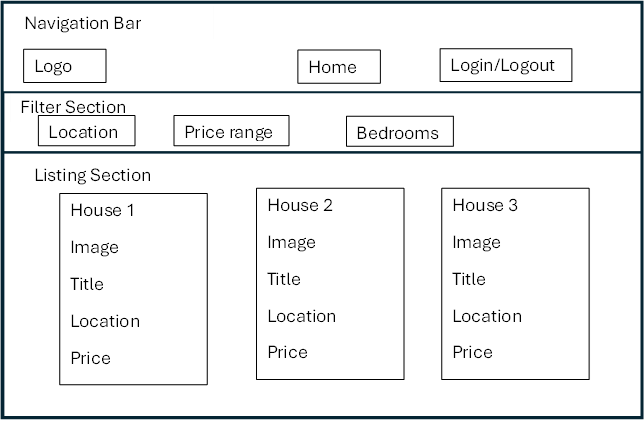 Navigation Bar
Logo
Home
Login/Logout
Filter Section
Location
Price range
Bedrooms
Listing Section
House 1
Image
Title
Location
Price
House 2
Image
Title
Location
Price
House 3
Image
Title
Location
Price